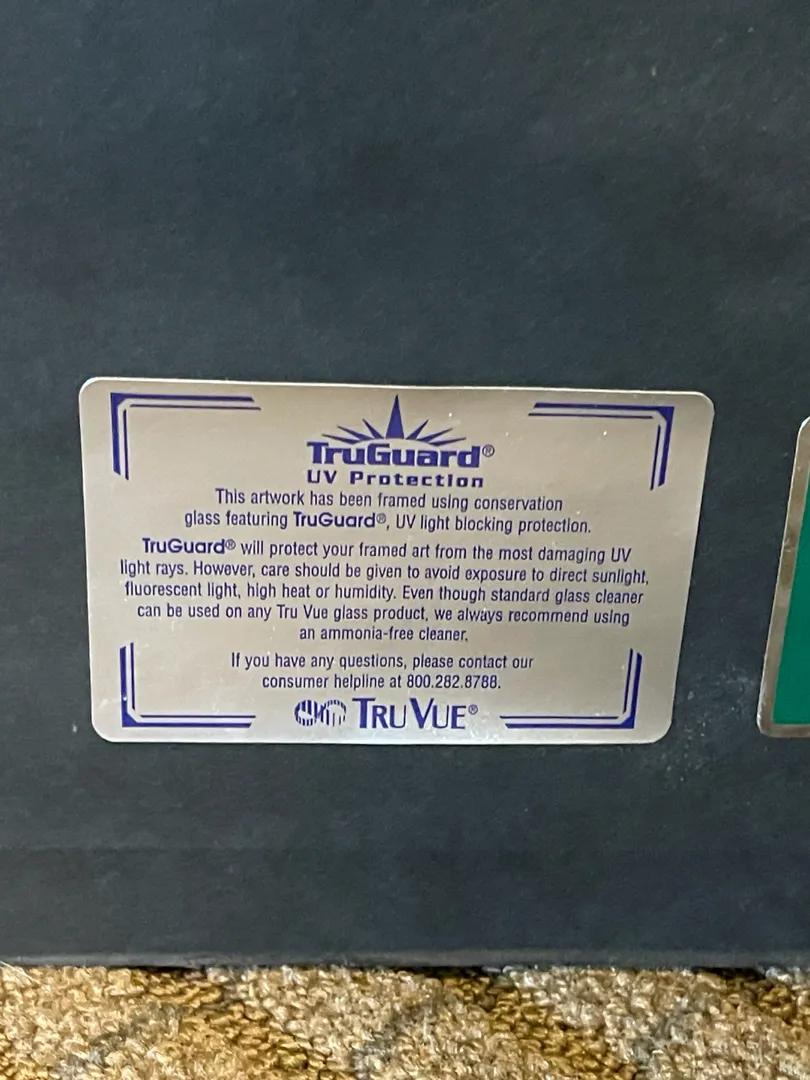 TruGuard®
UV Protection
This artwork has been framed using conservation
glass featuring TruGuard®, UV light blocking protection.
TruGuard® will protect your framed art from the most damaging UV
light rays. However, care should be given to avoid exposure to direct sunlight,
fluorescent light, high heat or humidity. Even though standard glass cleaner
can be used on any Tru Vue glass product, we always recommend using
an ammonia-free cleaner.
If you have any questions, please contact our
consumer helpline at 800.282.8788.
TRU VUE®